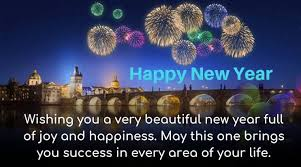 Happy New Year
Wishing you a very beautiful new year full
of joy and happiness. May this one brings
you success in every area of your life.